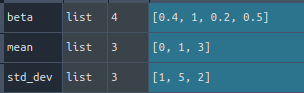 beta list 4 [0.4, 1, 0.2, 0.5]
mean list 3 [0, 1, 3]
std_dev list 3 [1, 5, 2]